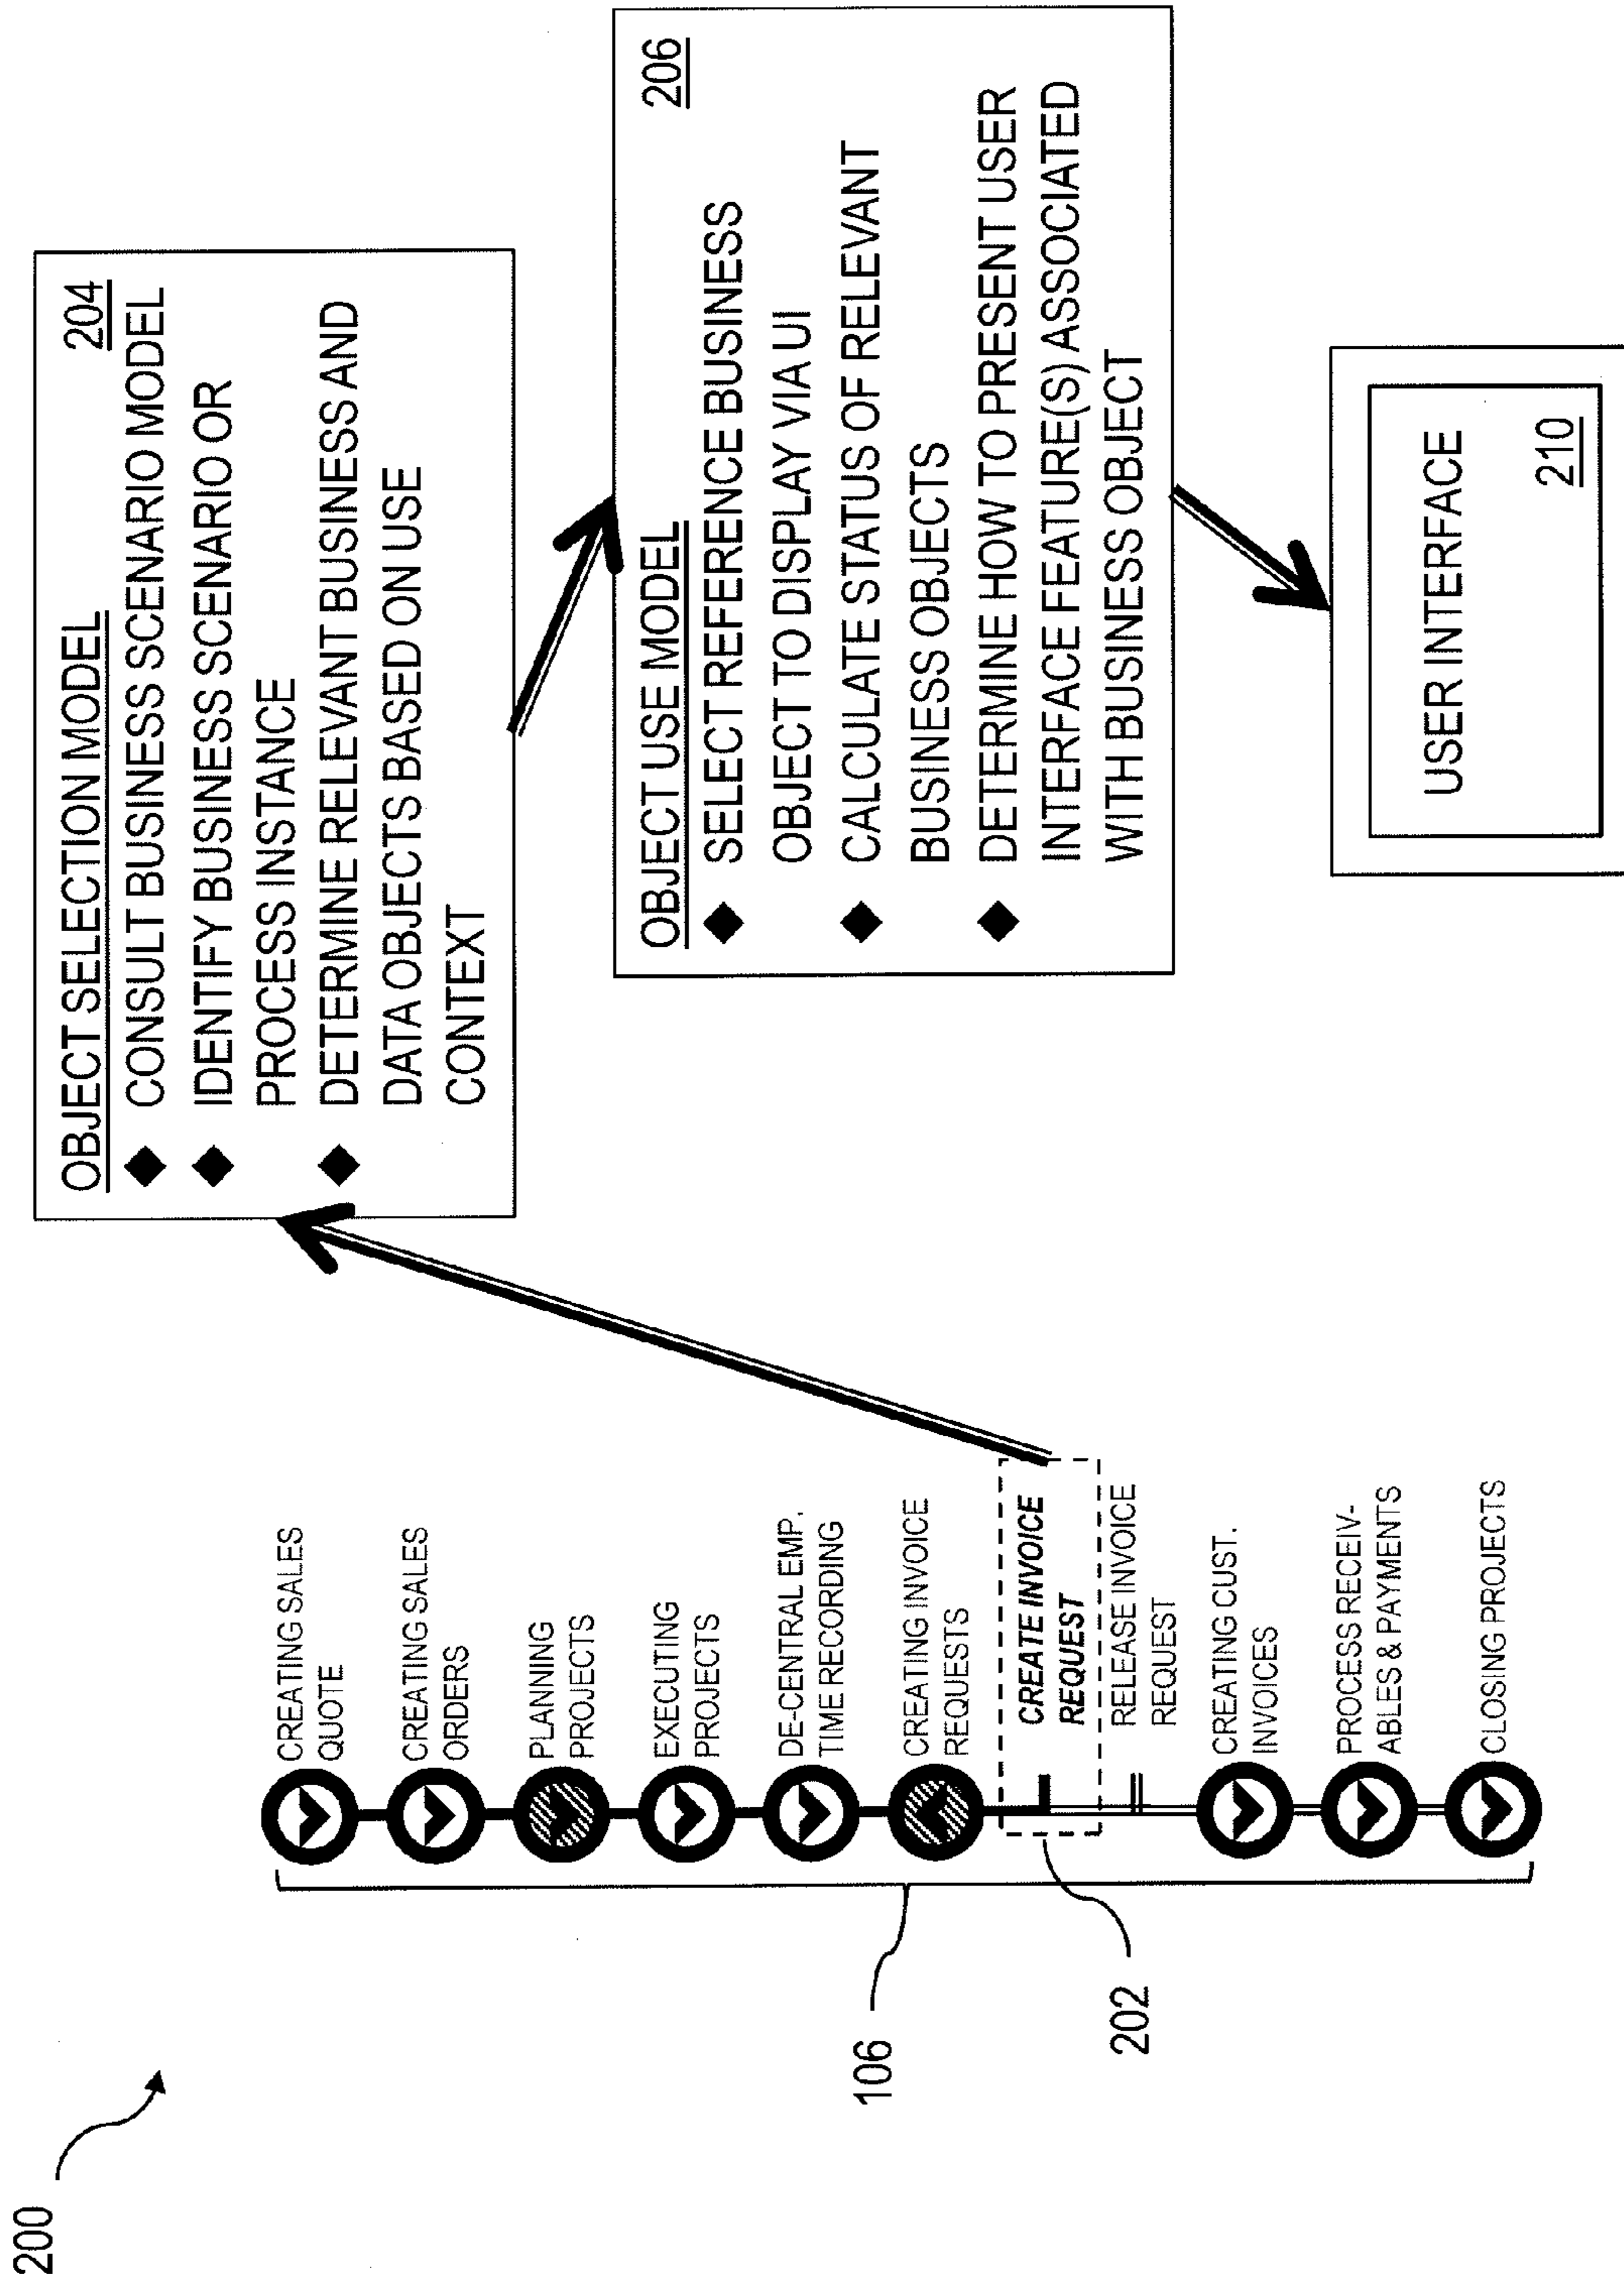 200
106
202
CREATING SALES
QUOTE
CREATING SALES
ORDERS
PLANNING
PROJECTS
EXECUTING
PROJECTS
DE-CENTRAL EMP.
TIME RECORDING
CREATING INVOICE
REQUESTS
CREATE INVOICE
REQUEST
RELEASE INVOICE
REQUEST
CREATING CUST.
INVOICES
PROCESS RECEIV-
ABLES & PAYMENTS
CLOSING PROJECTS
OBJECT SELECTION MODEL 204
◆ CONSULT BUSINESS SCENARIO MODEL
◆ IDENTIFY BUSINESS SCENARIO OR
PROCESS INSTANCE
◆ DETERMINE RELEVANT BUSINESS AND
DATA OBJECTS BASED ON USE
CONTEXT
OBJECT USE MODEL 206
◆ SELECT REFERENCE BUSINESS
OBJECT TO DISPLAY VIA UI
◆ CALCULATE STATUS OF RELEVANT
BUSINESS OBJECTS
◆ DETERMINE HOW TO PRESENT USER
INTERFACE FEATURE(S) ASSOCIATED
WITH BUSINESS OBJECT
USER INTERFACE
210